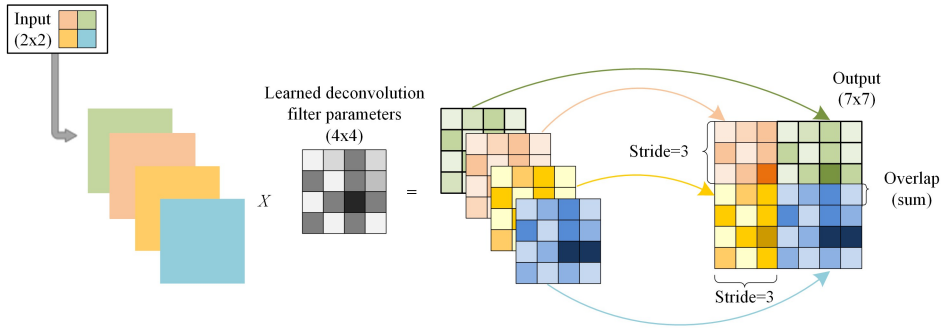 Input
(2x2)
Learned deconvolution
filter parameters
(4x4)
X
=
Output
(7x7)
Stride=3
Overlap
(sum)
Stride=3